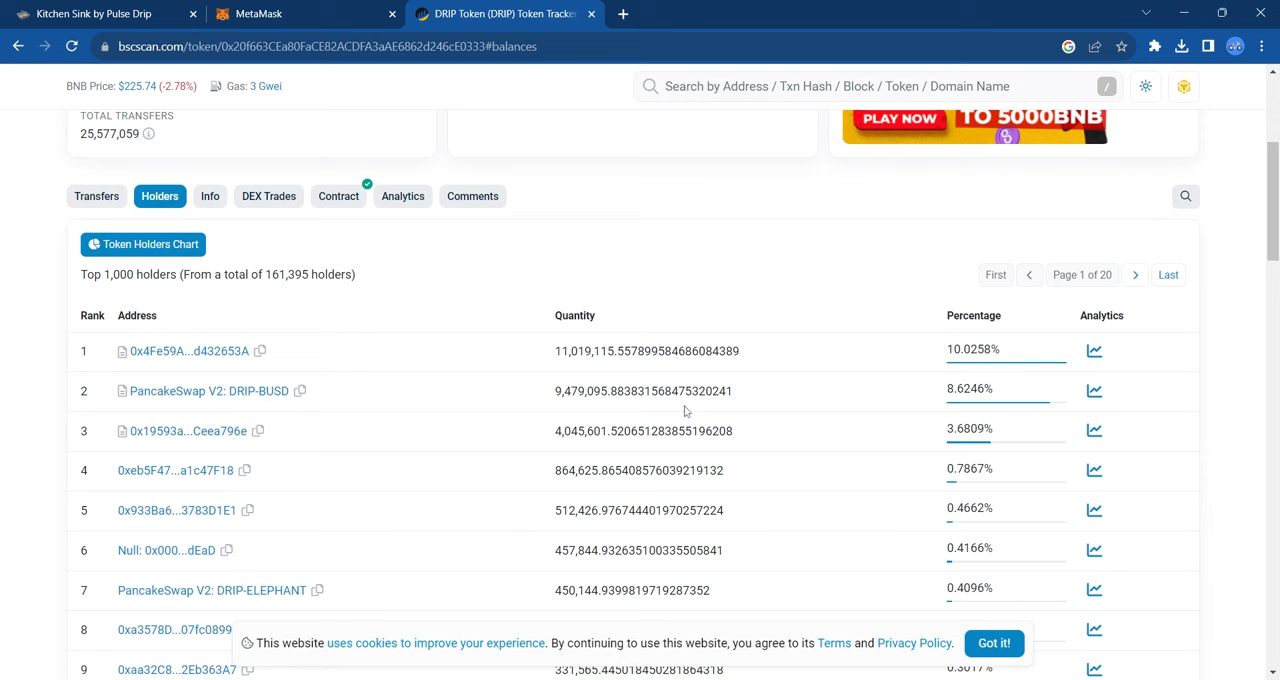 Kitchen Sink by Pulse Drip
MetaMask
DRIP Token (DRIP) Token Tracke
bscscan.com/token/0x20f663CEa80FaCE82ACDFA3aAE6862d246cE0333#balances
BNB Price: $225.74 (-2.78%) Gas: 3 Gwei
Search by Address / Txn Hash / Block / Token / Domain Name
/
TOTAL TRANSFERS
25,577,059
PLAY NOW
TO 5000BNB
Transfers Holders Info DEX Trades Contract Analytics Comments
Token Holders Chart
Top 1,000 holders (From a total of 161,395 holders)
First Page 1 of 20 Last
Rank Address Quantity Percentage Analytics
1 0x4Fe59A...d432653A 11,019,115.557899584686084389 10.0258%
2 PancakeSwap V2: DRIP-BUSD 9,479,095.883831568475320241 8.6246%
3 0x19593a...Ceea796e 4,045,601.520651283855196208 3.6809%
4 0xeb5F47...a1c47F18 864,625.865408576039219132 0.7867%
5 0x933Ba6...3783D1E1 512,426.976744401970257224 0.4662%
6 Null: 0x000...dEaD 457,844.932635100335505841 0.4166%
7 PancakeSwap V2: DRIP-ELEPHANT 450,144.9399819719287352 0.4096%
8 0xa3578D...07fc0899
This website uses cookies to improve your experience. By continuing to use this website, you agree to its Terms and Privacy Policy. Got it!
9 0xaa32C8...2Eb363A7 331,565.445018450281864318 0.3017%